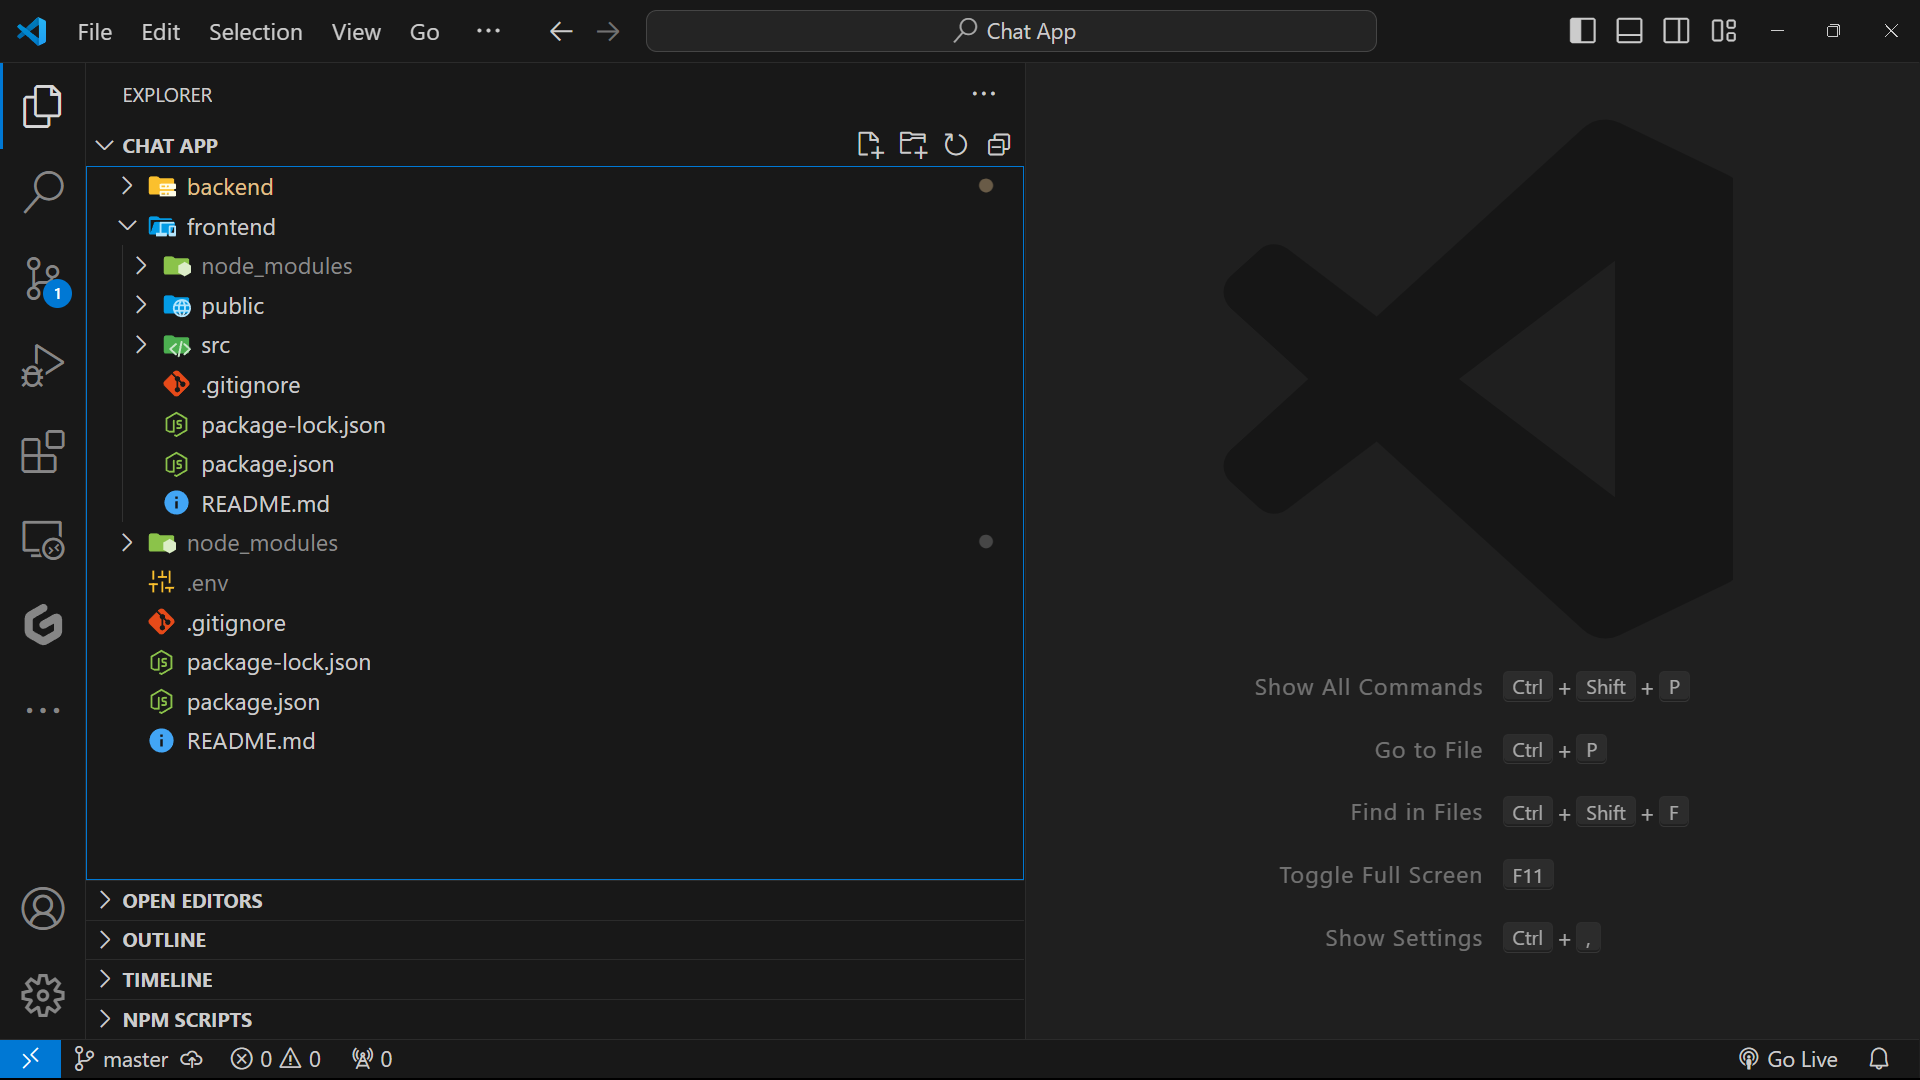 File Edit Selection View Go ··· Chat App
EXPLORER ···
CHAT APP
backend
frontend
node_modules
public
src
.gitignore
package-lock.json
package.json
README.md
node_modules
.env
.gitignore
package-lock.json
package.json
README.md
1
OPEN EDITORS
OUTLINE
TIMELINE
NPM SCRIPTS
Show All Commands Ctrl + Shift + P
Go to File Ctrl + P
Find in Files Ctrl + Shift + F
Toggle Full Screen F11
Show Settings Ctrl + ,
master 0 0 0 Go Live